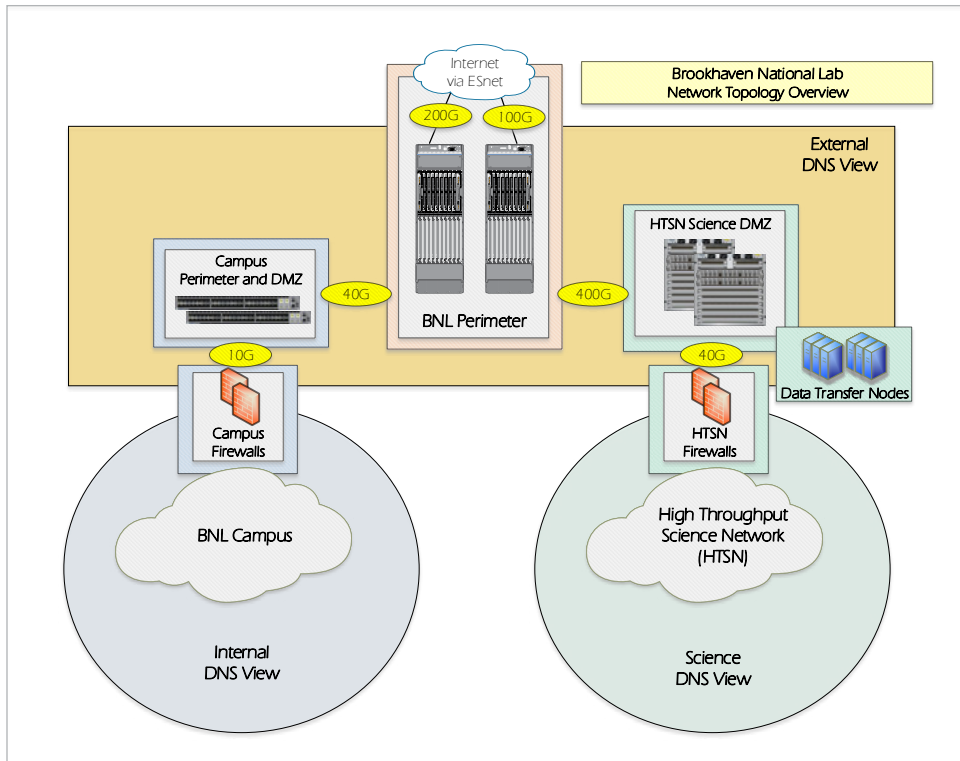 Internet
via ESnet
Brookhaven National Lab
Network Topology Overview
200G
100G
External
DNS View
HTSN Science DMZ
Campus
Perimeter and DMZ
40G
400G
BNL Perimeter
10G
40G
Data Transfer Nodes
Campus
Firewalls
HTSN
Firewalls
BNL Campus
High Throughput
Science Network
(HTSN)
Internal
DNS View
Science
DNS View